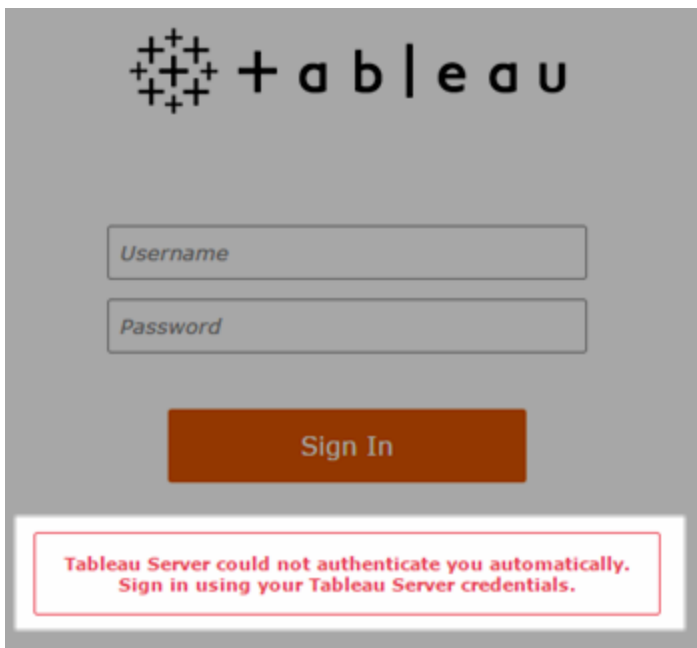 + a b | e a u
Username
Password
Sign In
Tableau Server could not authenticate you automatically.
Sign in using your Tableau Server credentials.